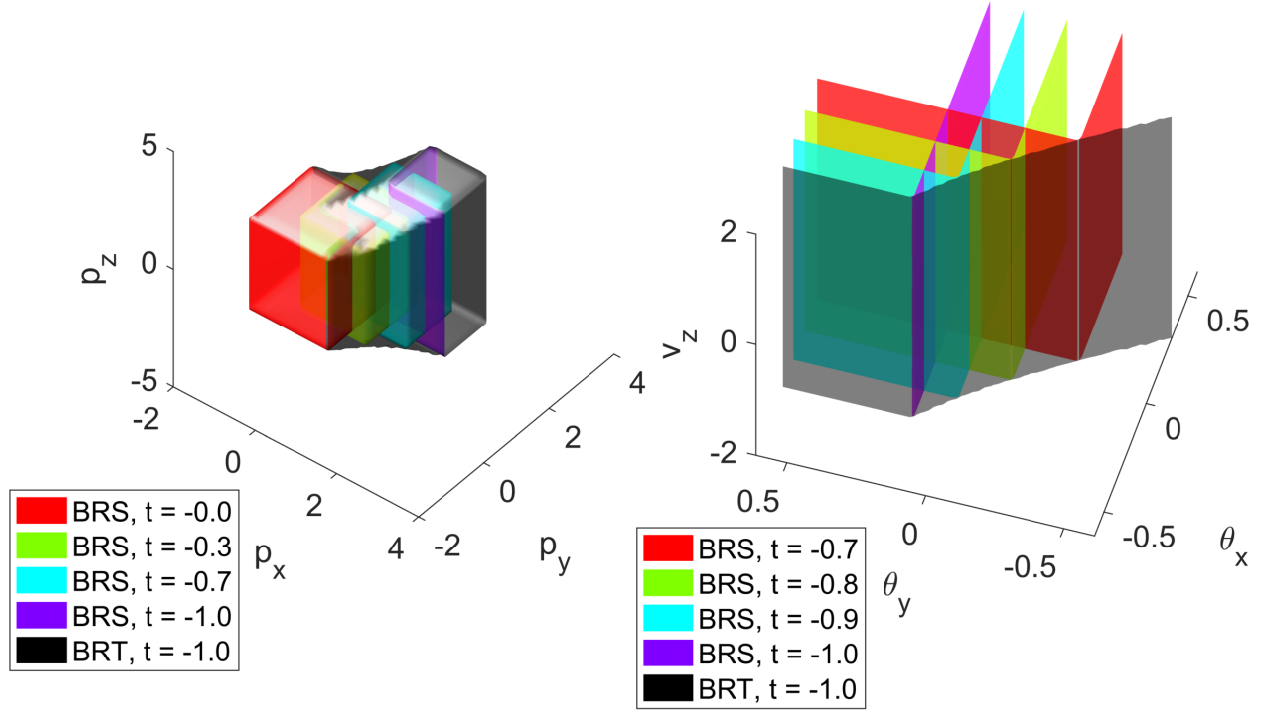 5
0
-5
p_z
-2
0
2
4
p_x
-2
0
2
4
p_y
BRS, t = -0.0
BRS, t = -0.3
BRS, t = -0.7
BRS, t = -1.0
BRT, t = -1.0
2
0
-2
v_z
0.5
0
-0.5
θ_y
-0.5
0
0.5
θ_x
BRS, t = -0.7
BRS, t = -0.8
BRS, t = -0.9
BRS, t = -1.0
BRT, t = -1.0